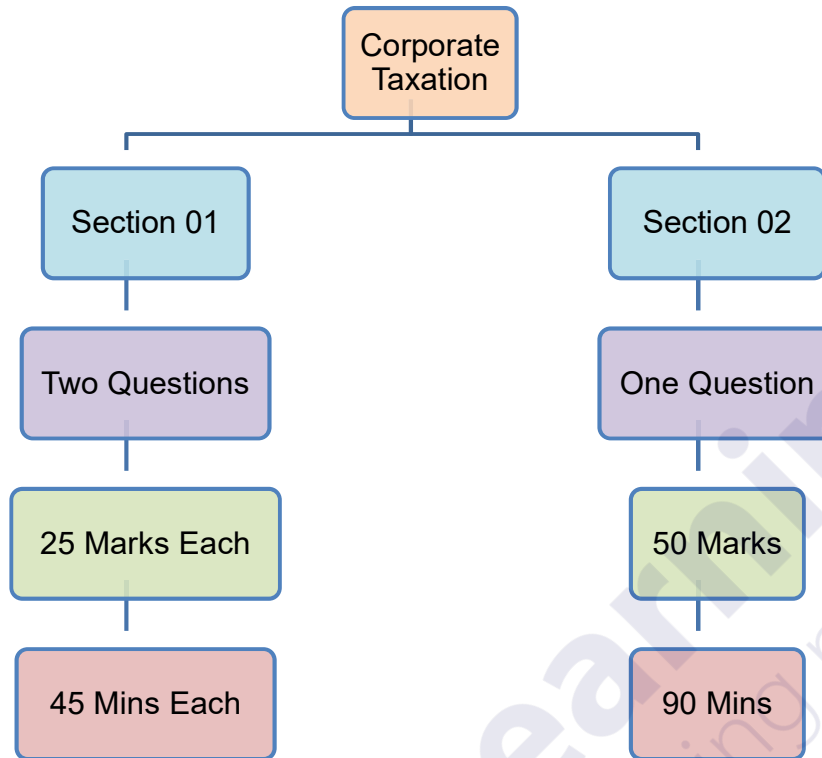 Corporate
Taxation
Section 01
Section 02
Two Questions
One Question
25 Marks Each
50 Marks
45 Mins Each
90 Mins